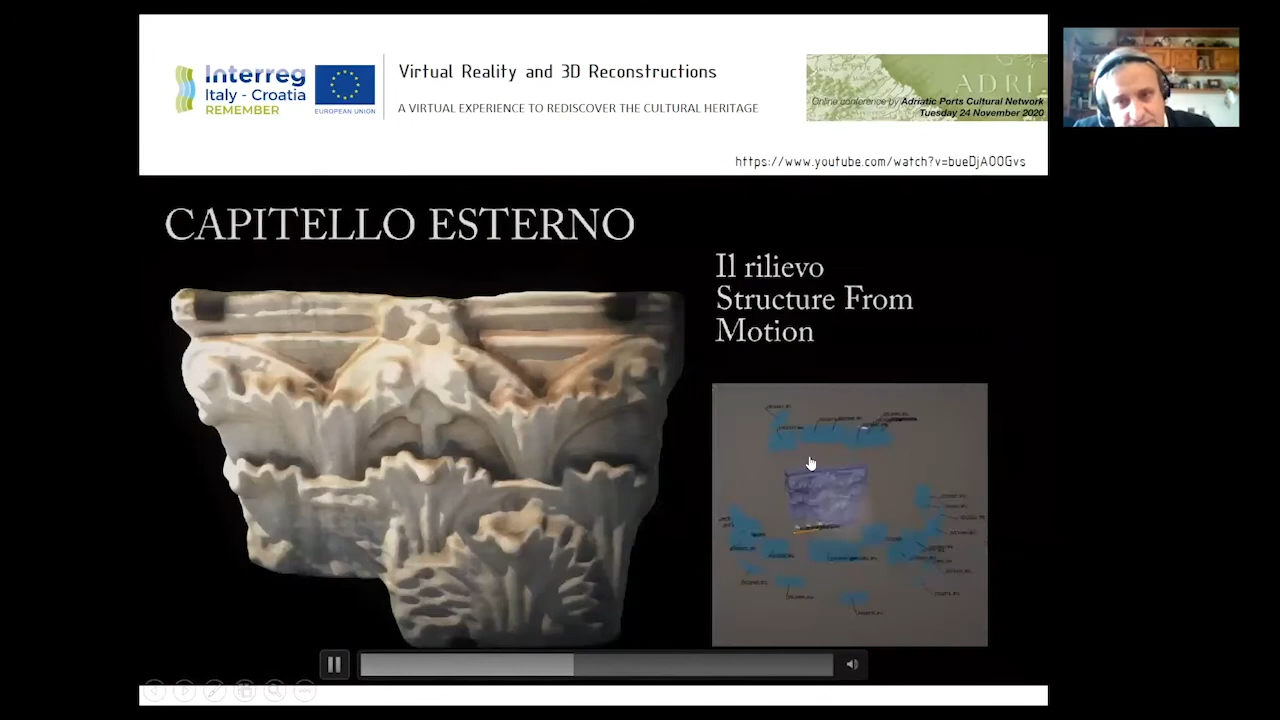 Interreg
Italy - Croatia
REMEMBER
EUROPEAN UNION
Virtual Reality and 3D Reconstructions
A VIRTUAL EXPERIENCE TO REDISCOVER THE CULTURAL HERITAGE
ADRI
Online conference by Adriatic Ports Cultural Network
Tuesday 24 November 2020
https://www.youtube.com/watch?v=bueDjAOOGvs
CAPITELLO ESTERNO
Il rilievo
Structure From
Motion